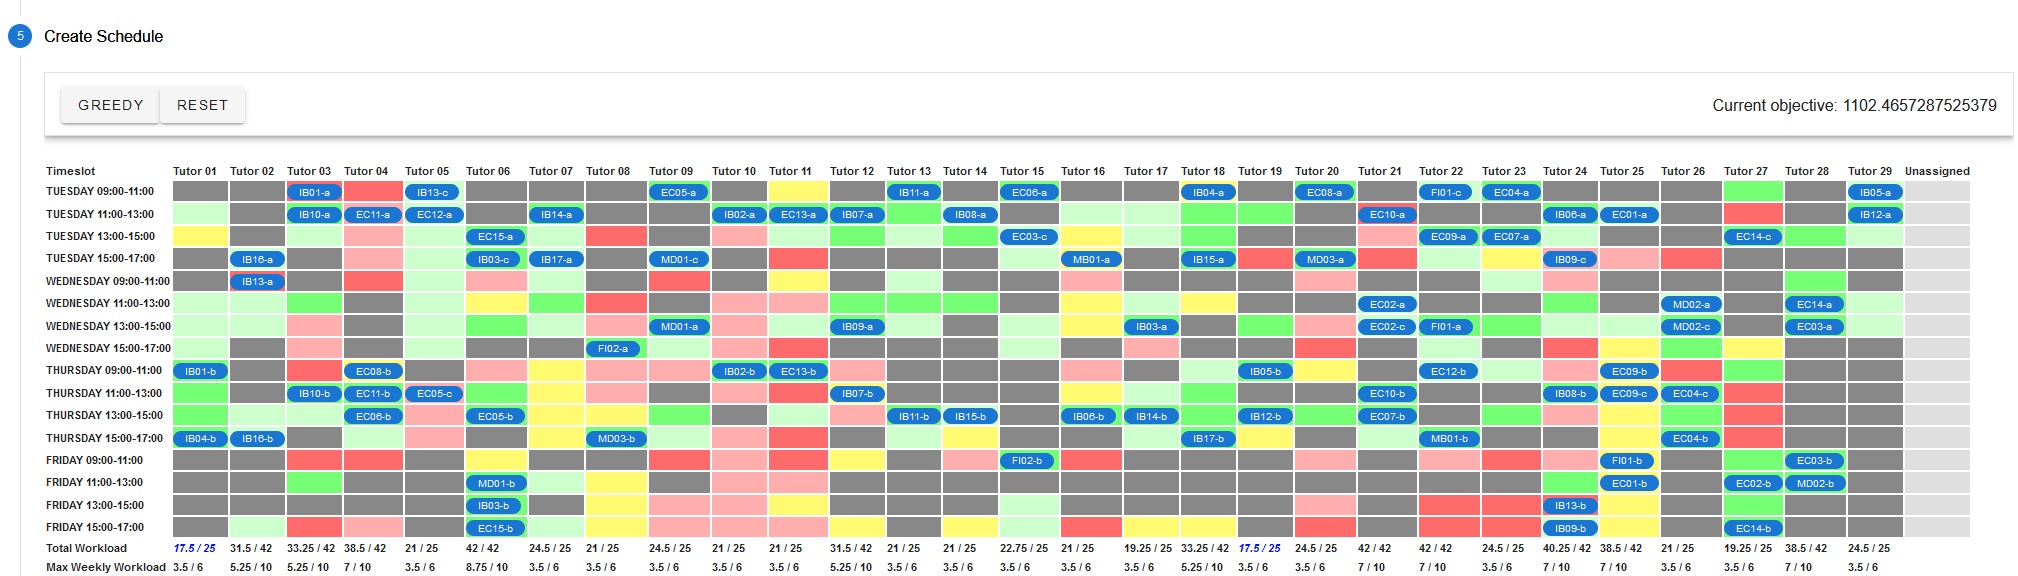 5 Create Schedule
GREEDY RESET Current objective: 1102.4657287525379
Timeslot Tutor 01 Tutor 02 Tutor 03 Tutor 04 Tutor 05 Tutor 06 Tutor 07 Tutor 08 Tutor 09 Tutor 10 Tutor 11 Tutor 12 Tutor 13 Tutor 14 Tutor 15 Tutor 16 Tutor 17 Tutor 18 Tutor 19 Tutor 20 Tutor 21 Tutor 22 Tutor 23 Tutor 24 Tutor 25 Tutor 26 Tutor 27 Tutor 28 Tutor 29 Unassigned
TUESDAY 09:00-11:00 IB01-a IB13-c EC05-a IB11-a EC06-a IB04-a EC08-a FI01-c EC04-a IB05-a
TUESDAY 11:00-13:00 IB10-a EC11-a EC12-a IB14-a IB02-a EC13-a IB07-a IB08-a EC10-a IB06-a EC01-a IB12-a
TUESDAY 13:00-15:00 EC15-a EC03-c EC09-a EC07-a EC14-c
TUESDAY 15:00-17:00 IB16-a IB03-c IB17-a MD01-c MB01-a IB15-a MD03-a IB09-c
WEDNESDAY 09:00-11:00 IB13-a
WEDNESDAY 11:00-13:00 EC02-a MD02-a EC14-a
WEDNESDAY 13:00-15:00 MD01-a IB09-a IB03-a EC02-c FI01-a MD02-c EC03-a
WEDNESDAY 15:00-17:00 FI02-a
THURSDAY 09:00-11:00 IB01-b EC08-b IB02-b EC13-b IB05-b EC12-b EC09-b
THURSDAY 11:00-13:00 IB10-b EC11-b EC05-c IB07-b EC10-b IB08-b EC09-c EC04-c
THURSDAY 13:00-15:00 EC06-b EC05-b IB11-b IB15-b IB06-b IB14-b IB12-b EC07-b
THURSDAY 15:00-17:00 IB04-b IB16-b MD03-b IB17-b MB01-b EC04-b
FRIDAY 09:00-11:00 FI02-b FI01-b EC03-b
FRIDAY 11:00-13:00 MD01-b EC01-b EC02-b MD02-b
FRIDAY 13:00-15:00 IB03-b IB13-b
FRIDAY 15:00-17:00 EC15-b IB09-b EC14-b
Total Workload 17.5 / 25 31.5 / 42 33.25 / 42 38.5 / 42 21 / 25 42 / 42 24.5 / 25 21 / 25 24.5 / 25 21 / 25 21 / 25 31.5 / 42 21 / 25 21 / 25 22.75 / 25 21 / 25 19.25 / 25 33.25 / 42 17.5 / 25 24.5 / 25 42 / 42 42 / 42 24.5 / 25 40.25 / 42 38.5 / 42 21 / 25 19.25 / 25 38.5 / 42 24.5 / 25
Max Weekly Workload 3.5 / 6 5.25 / 10 5.25 / 10 7 / 10 3.5 / 6 8.75 / 10 3.5 / 6 3.5 / 6 3.5 / 6 3.5 / 6 3.5 / 6 5.25 / 10 3.5 / 6 3.5 / 6 3.5 / 6 3.5 / 6 3.5 / 6 5.25 / 10 3.5 / 6 3.5 / 6 7 / 10 7 / 10 3.5 / 6 7 / 10 7 / 10 3.5 / 6 3.5 / 6 7 / 10 3.5 / 6